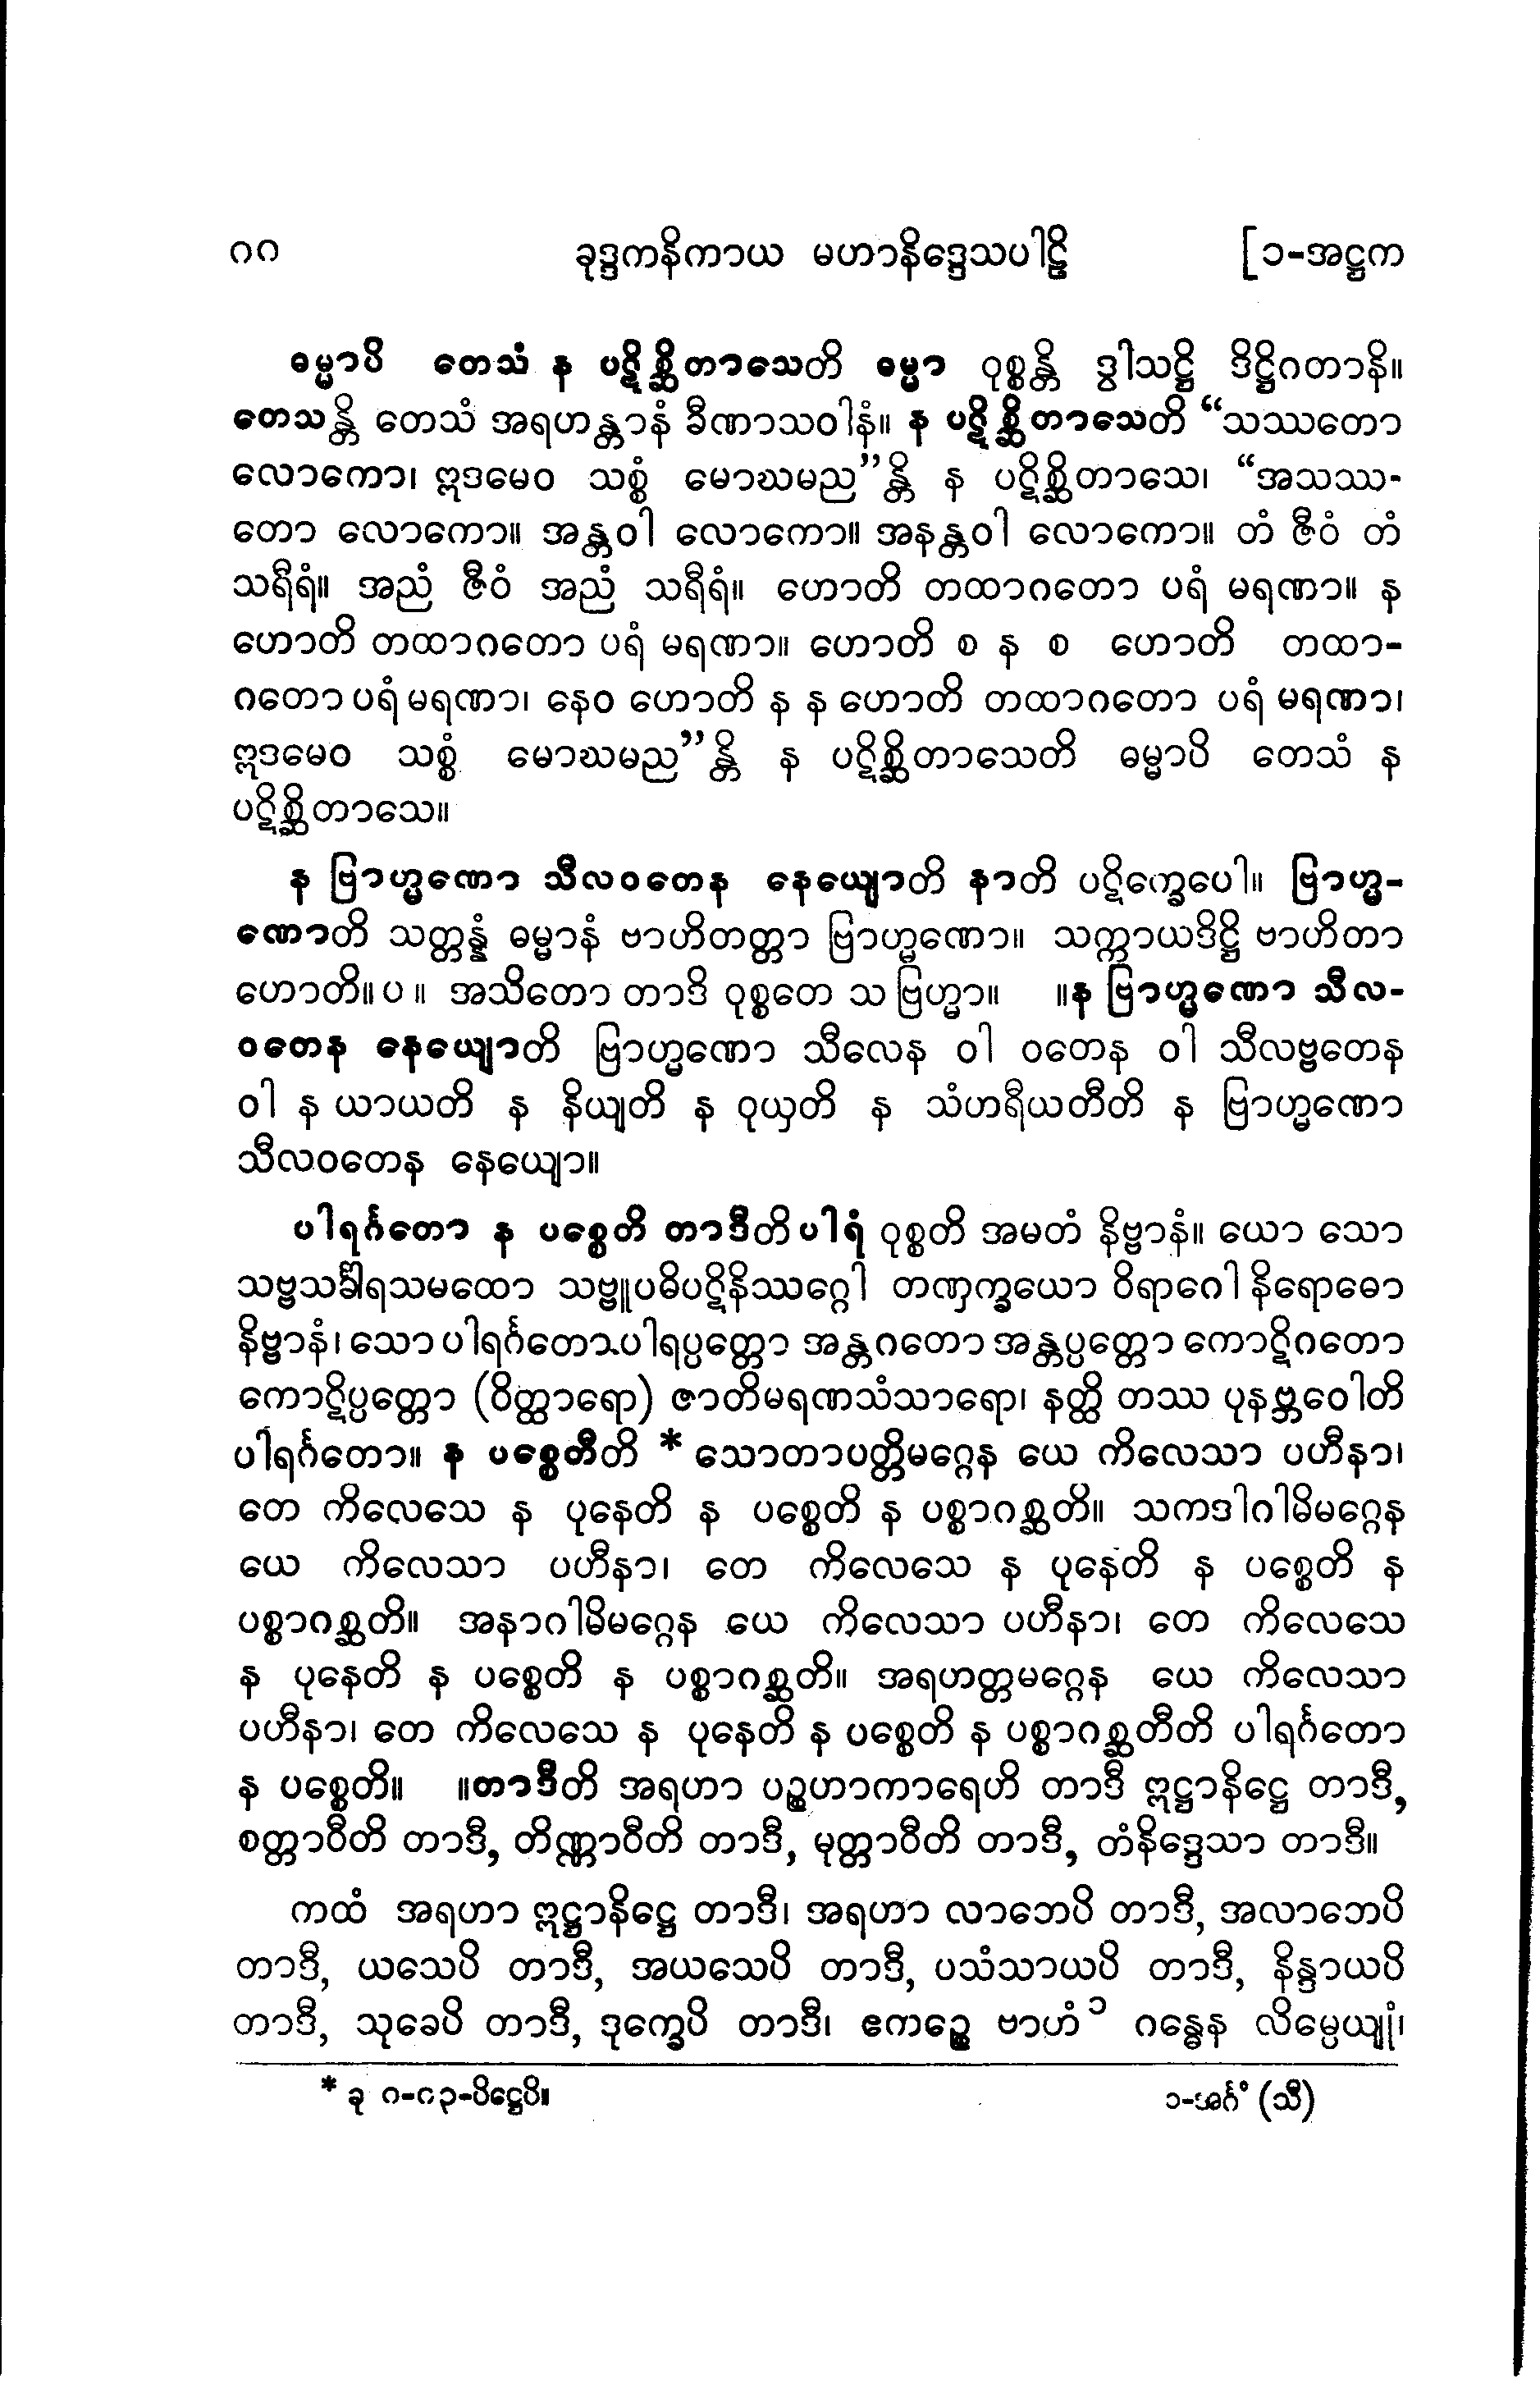 ၈၈ ခုဒ္ဒကနိကာယ မဟာနိဒ္ဒေသပါဠိ [၁-အဋ္ဌက
ဓမ္မာပိ တေသံ န ပဋိစ္ဆိတာသေတိ ဓမ္မာ ဝုစ္စန္တိ ဒွါသဋ္ဌိ ဒိဋ္ဌိဂတာနိ။
တေသန္တိ တေသံ အရဟန္တာနံ ခီဏာသဝါနံ။ န ပဋိစ္ဆိတာသေတိ “သဿတော
လောကော၊ ဣဒမေဝ သစ္စံ မောဃမည”န္တိ န ပဋိစ္ဆိတာသေ၊ “အသဿ-
တော လောကော။ အန္တဝါ လောကော။ အနန္တဝါ လောကော။ တံ ဇီဝံ တံ
သရီရံ။ အညံ ဇီဝံ အညံ သရီရံ။ ဟောတိ တထာဂတော ပရံ မရဏာ။ န
ဟောတိ တထာဂတော ပရံ မရဏာ။ ဟောတိ စ န စ ဟောတိ တထာ-
ဂတော ပရံ မရဏာ၊ နေဝ ဟောတိ န န ဟောတိ တထာဂတော ပရံ မရဏာ၊
ဣဒမေဝ သစ္စံ မောဃမည”န္တိ န ပဋိစ္ဆိတာသေတိ ဓမ္မာပိ တေသံ န
ပဋိစ္ဆိတာသေ။
န ဗြာဟ္မဏော သီလဝတေန နေယျောတိ နာတိ ပဋိက္ခေပေါ။ ဗြာဟ္မ-
ဏောတိ သတ္တန္နံ ဓမ္မာနံ ဗာဟိတတ္တာ ဗြာဟ္မဏော။ သက္ကာယဒိဋ္ဌိ ဗာဟိတာ
ဟောတိ။ပ။ အသိတော တာဒိ ဝုစ္စတေ သ ဗြဟ္မာ။ ။န ဗြာဟ္မဏော သီလ-
ဝတေန နေယျောတိ ဗြာဟ္မဏော သီလေန ဝါ ဝတေန ဝါ သီလဗ္ဗတေန
ဝါ န ယာယတိ န နိယျတိ န ဝုယှတိ န သံဟရီယတီတိ န ဗြာဟ္မဏော
သီလဝတေန နေယျော။
ပါရင်္ဂတော န ပစ္စေတိ တာဒီတိ ပါရံ ဝုစ္စတိ အမတံ နိဗ္ဗာနံ။ ယော သော
သဗ္ဗသင်္ခါရသမထော သဗ္ဗူပဓိပဋိနိဿဂ္ဂေါ တဏှက္ခယော ဝိရာဂေါ နိရောဓော
နိဗ္ဗာနံ၊ သော ပါရင်္ဂတော ပါရပ္ပတ္တော အန္တဂတော အန္တပ္ပတ္တော ကောဋိဂတော
ကောဋိပ္ပတ္တော (ဝိတ္ထာရော) ဇာတိမရဏသံသာရော၊ နတ္ထိ တဿ ပုနဗ္ဘဝေါတိ
ပါရင်္ဂတော။ န ပစ္စေတီတိ * သောတာပတ္တိမဂ္ဂေန ယေ ကိလေသာ ပဟီနာ၊
တေ ကိလေသေ န ပုနေတိ န ပစ္စေတိ န ပစ္စာဂစ္ဆတိ။ သကဒါဂါမိမဂ္ဂေန
ယေ ကိလေသာ ပဟီနာ၊ တေ ကိလေသေ န ပုနေတိ န ပစ္စေတိ န
ပစ္စာဂစ္ဆတိ။ အနာဂါမိမဂ္ဂေန ယေ ကိလေသာ ပဟီနာ၊ တေ ကိလေသေ
န ပုနေတိ န ပစ္စေတိ န ပစ္စာဂစ္ဆတိ။ အရဟတ္တမဂ္ဂေန ယေ ကိလေသာ
ပဟီနာ၊ တေ ကိလေသေ န ပုနေတိ န ပစ္စေတိ န ပစ္စာဂစ္ဆတီတိ ပါရင်္ဂတော
န ပစ္စေတိ။ ။တာဒီတိ အရဟာ ပဉ္စဟာကာရေဟိ တာဒီ ဣဋ္ဌာနိဋ္ဌေ တာဒီ,
စတ္တာဝီတိ တာဒီ, တိဏ္ဏာဝီတိ တာဒီ, မုတ္တာဝီတိ တာဒီ, တံနိဒ္ဒေသာ တာဒီ။
ကထံ အရဟာ ဣဋ္ဌာနိဋ္ဌေ တာဒီ၊ အရဟာ လာဘေပိ တာဒီ, အလာဘေပိ
တာဒီ, ယသေပိ တာဒီ, အယသေပိ တာဒီ, ပသံသာယပိ တာဒီ, နိန္ဒာယပိ
တာဒီ, သုခေပိ တာဒီ, ဒုက္ခေပိ တာဒီ၊ ဧကဉ္စေ ဗာဟံ၁ ဂန္ဓေန လိမ္ပေယျုံ၊
* ခု ၈-၈၃-ပိဋ္ဌေပိ။ ၁-အင်္ဂံ (သီ)